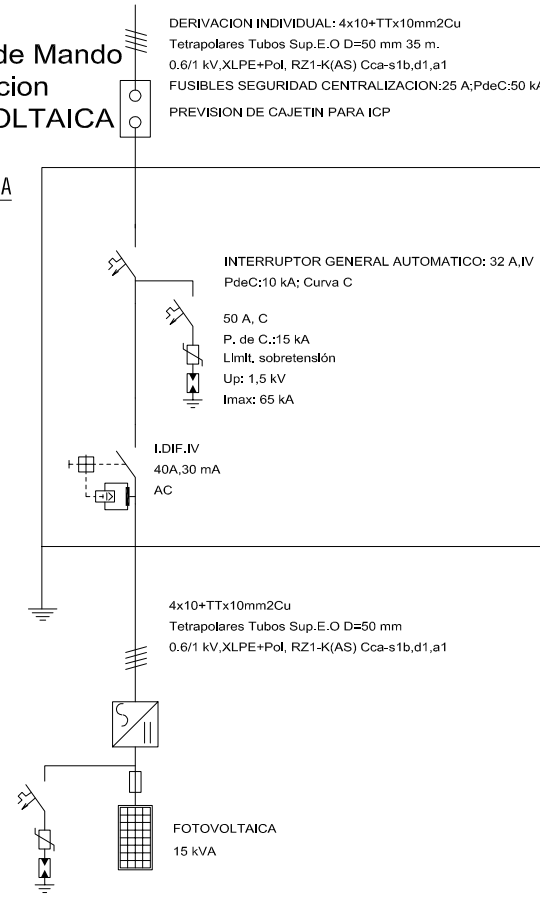 DERIVACION INDIVIDUAL: 4x10+TTx10mm2Cu
Tetrapolares Tubos Sup.E.O D=50 mm 35 m.
0.6/1 kV,XLPE+Pol, RZ1-K(AS) Cca-s1b,d1,a1
FUSIBLES SEGURIDAD CENTRALIZACION:25 A;PdeC:50 kA
PREVISION DE CAJETIN PARA ICP
de Mando
cion
OLTAICA
A
INTERRUPTOR GENERAL AUTOMATICO: 32 A,IV
PdeC:10 kA; Curva C
50 A, C
P. de C.:15 kA
LImIt. sobretensIón
Up: 1,5 kV
Imax: 65 kA
I.DIF.IV
40A,30 mA
AC
4x10+TTx10mm2Cu
Tetrapolares Tubos Sup.E.O D=50 mm
0.6/1 kV,XLPE+Pol, RZ1-K(AS) Cca-s1b,d1,a1
FOTOVOLTAICA
15 kVA